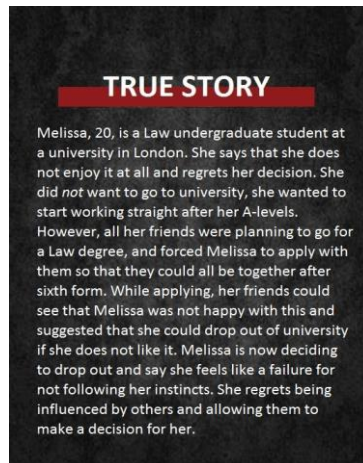 TRUE STORY
Melissa, 20, is a Law undergraduate student at
a university in London. She says that she does
not enjoy it at all and regrets her decision. She
did not want to go to university, she wanted to
start working straight after her A-levels.
However, all her friends were planning to go for
a Law degree, and forced Melissa to apply with
them so that they could all be together after
sixth form. While applying, her friends could
see that Melissa was not happy with this and
suggested that she could drop out of university
if she does not like it. Melissa is now deciding
to drop out and say she feels like a failure for
not following her instincts. She regrets being
influenced by others and allowing them to
make a decision for her.